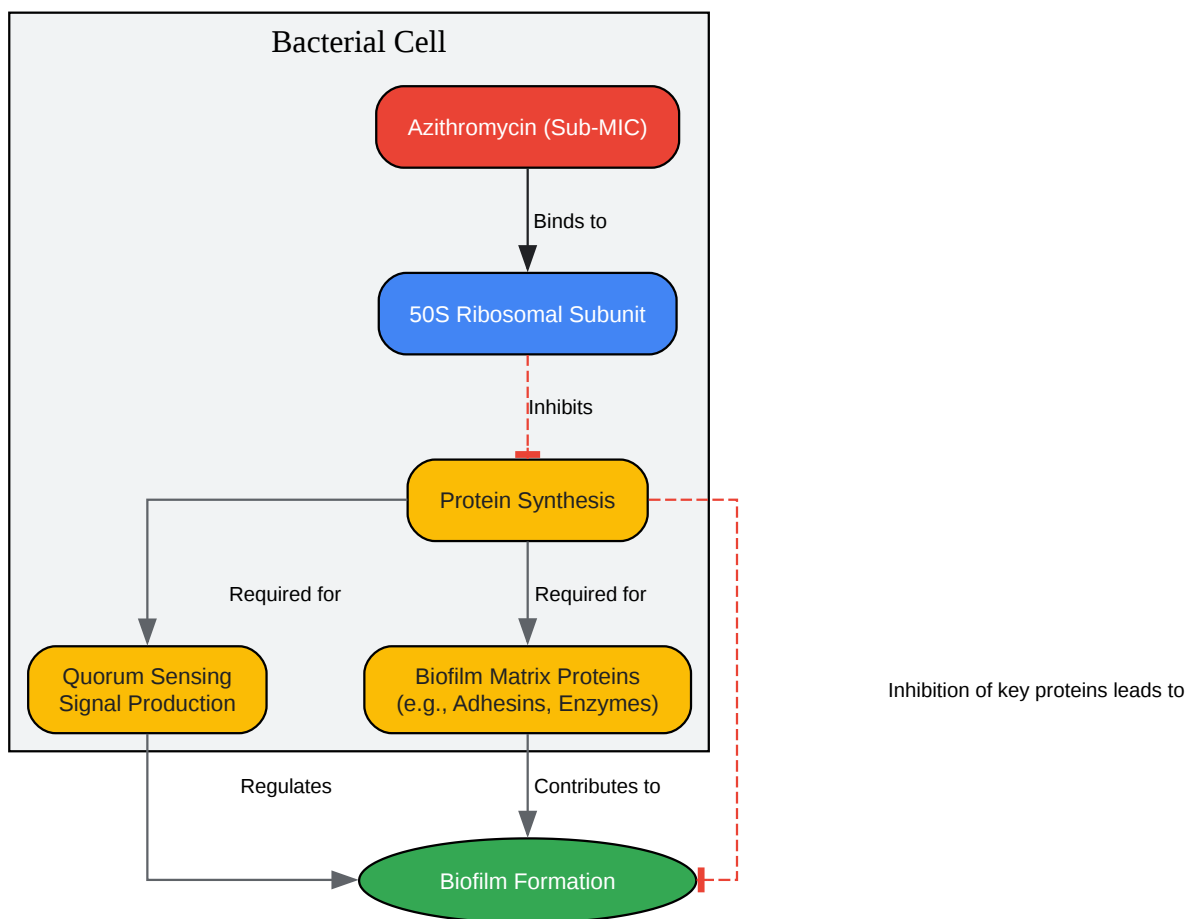 Bacterial Cell
Azithromycin (Sub-MIC)
Binds to
50S Ribosomal Subunit
Inhibits
Protein Synthesis
Required for
Required for
Quorum Sensing
Signal Production
Biofilm Matrix Proteins
(e.g., Adhesins, Enzymes)
Inhibition of key proteins leads to
Regulates
Contributes to
Biofilm Formation